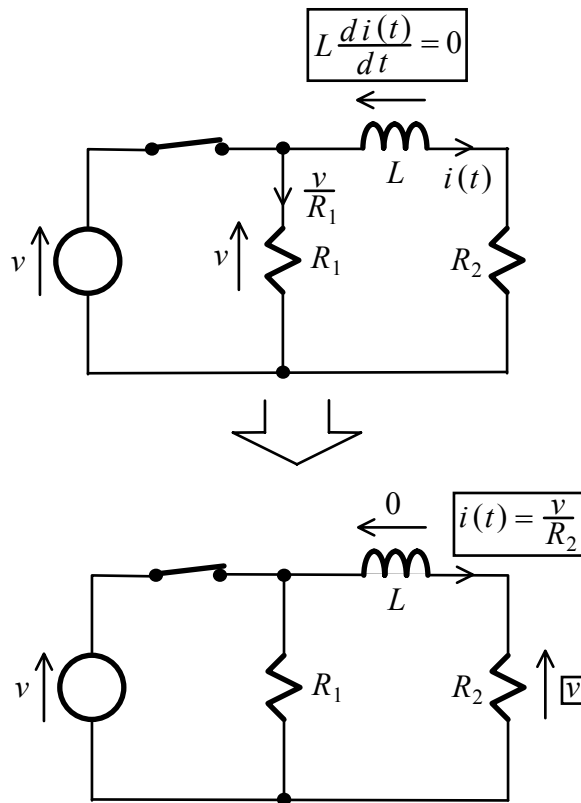 L di(t)/dt = 0
L
i(t)
v/R₁
v
v
R₁
R₂
0
i(t) = v/R₂
L
v
R₁
R₂
v